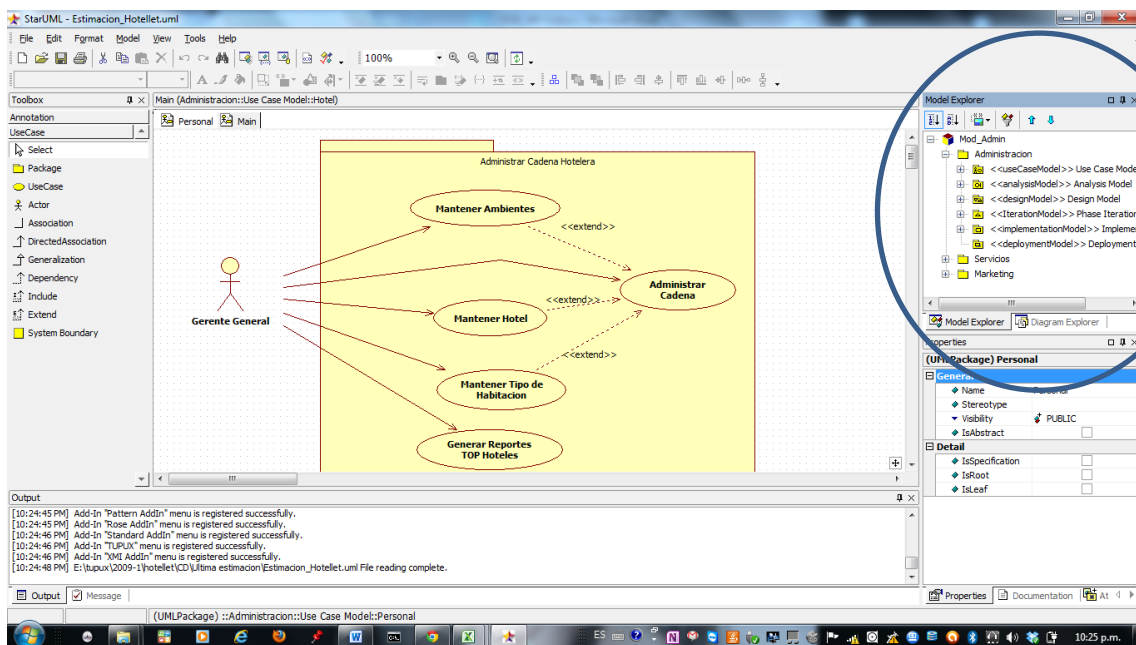 StarUML - Estimacion_Hotellet.uml
File Edit Format Model View Tools Help
100%
Toolbox
Main (Administracion::Use Case Model::Hotel)
Model Explorer
Annotation
UseCase
Select
Package
UseCase
Actor
Association
DirectedAssociation
Generalization
Dependency
Include
Extend
System Boundary
Personal Main
Administrar Cadena Hotelera
Mantener Ambientes
<<extend>>
Administrar
Cadena
<<extend>>
Gerente General
Mantener Hotel
<<extend>>
Mantener Tipo de
Habitacion
Generar Reportes
TOP Hoteles
Mod_Admin
Administracion
<<useCaseModel>> Use Case Mode
<<analysisModel>> Analysis Model
<<designModel>> Design Model
<<IterationModel>> Phase Iteration
<<implementationModel>> Impleme
<<deploymentModel>> Deployment
Servicios
Marketing
Model Explorer Diagram Explorer
Properties
(UMLPackage) Personal
General
Name Personal
Stereotype
Visibility PUBLIC
IsAbstract
Detail
IsSpecification
IsRoot
IsLeaf
Output
[10:24:45 PM] Add-In "Pattern AddIn" menu is registered successfully.
[10:24:45 PM] Add-In "Rose AddIn" menu is registered successfully.
[10:24:46 PM] Add-In "Standard AddIn" menu is registered successfully.
[10:24:46 PM] Add-In "TUPUX" menu is registered successfully.
[10:24:46 PM] Add-In "XMI AddIn" menu is registered successfully.
[10:24:48 PM] E:\tupux\2009-1\hotellet\CD\Ultima estimacion\Estimacion_Hotellet.uml File reading complete.
Output Message
Properties Documentation At
(UMLPackage) ::Administracion::Use Case Model::Personal
ES
10:25 p.m.